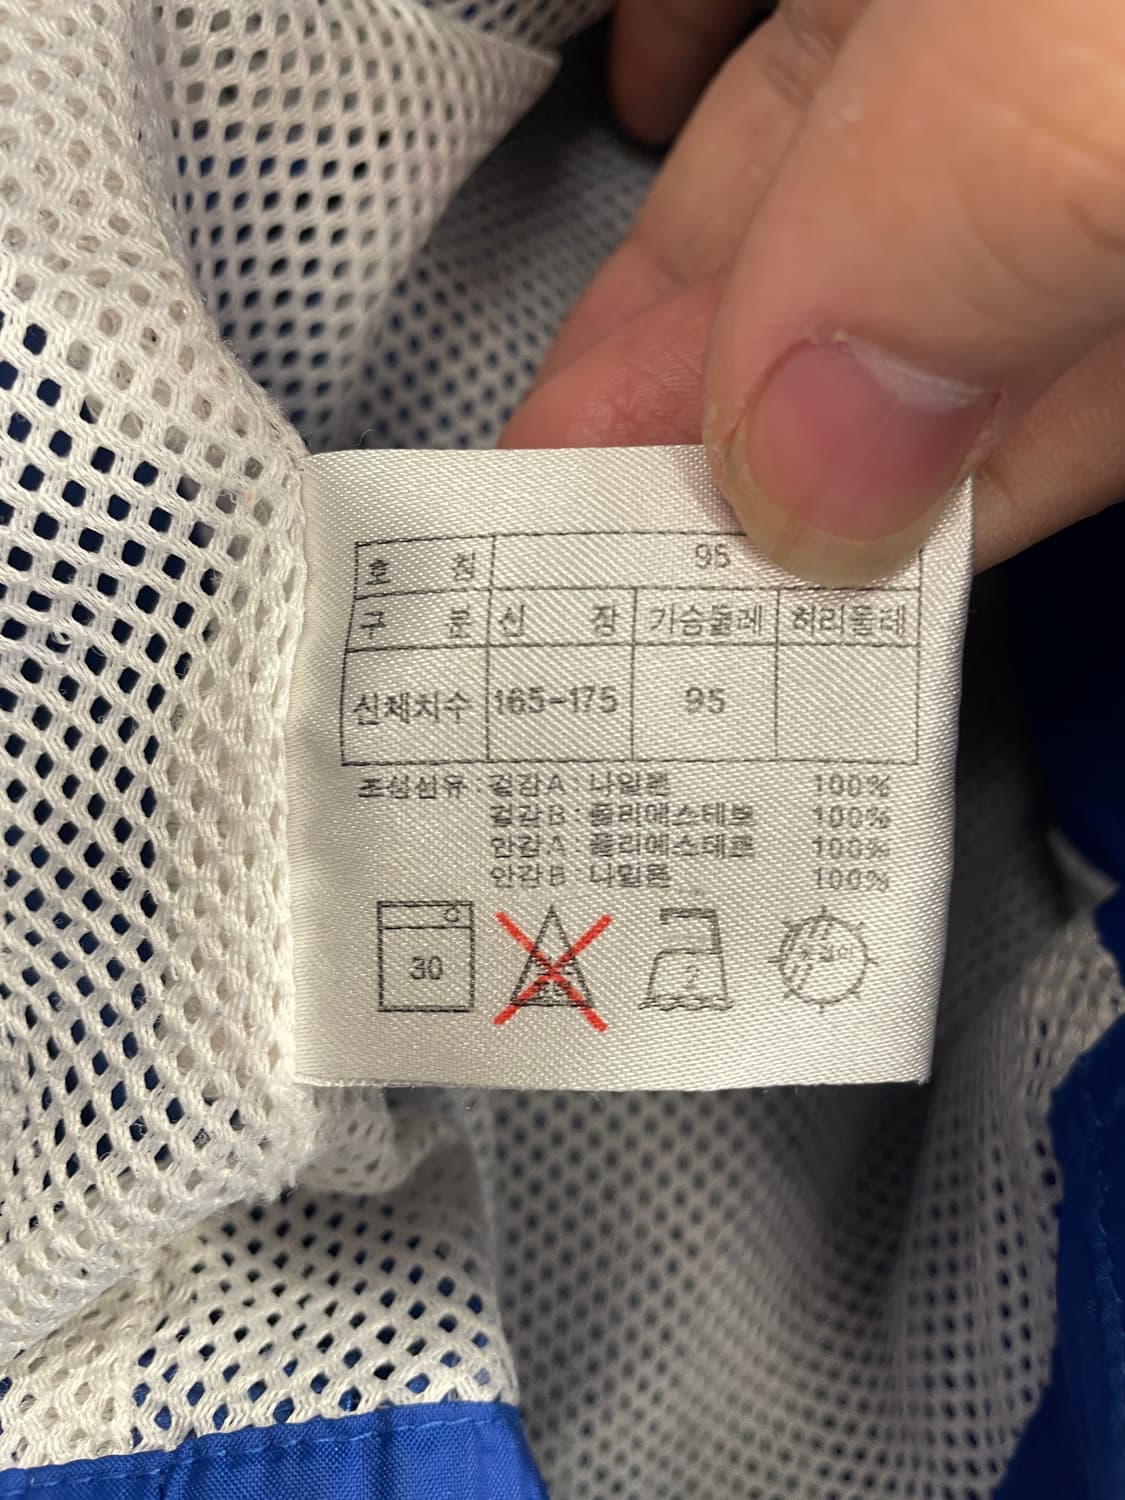 호 칭 95
구 분 신 장 가슴둘레 허리둘레
신체치수 165-175 95
조성섬유 : 겉감A : 나일론 100%
겉감B : 폴리에스테르 100%
안감A : 폴리에스테르 100%
안감B : 나일론 100%
30 2